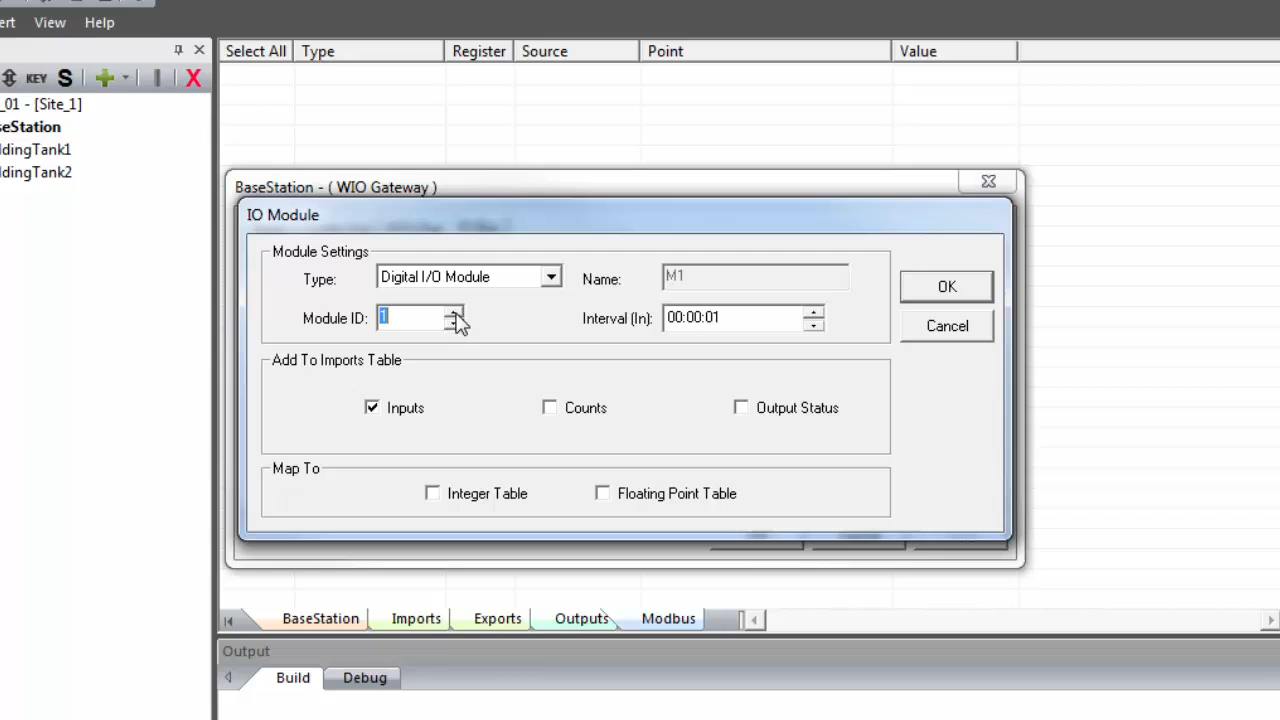 ert View Help
KEY S X
_01 - [Site_1]
seStation
ldingTank1
ldingTank2
Select All Type Register Source Point Value
BaseStation - ( WIO Gateway )
IO Module
Module Settings
Type: Digital I/O Module Name: M1
Module ID: 1 Interval (In): 00:00:01
OK
Cancel
Add To Imports Table
Inputs Counts Output Status
Map To
Integer Table Floating Point Table
BaseStation Imports Exports Outputs Modbus
Output
Build Debug